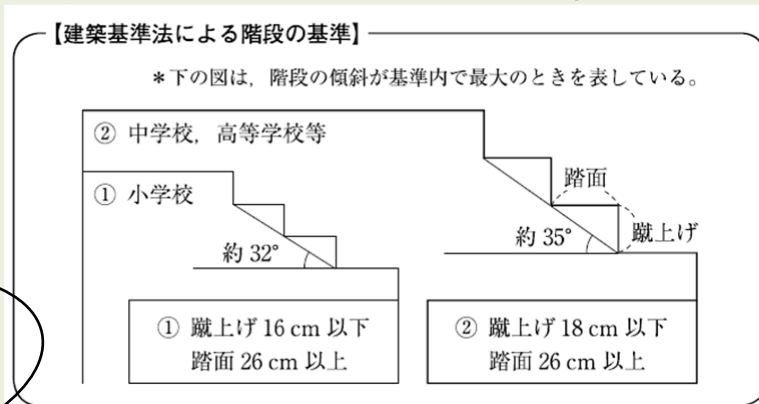 【建築基準法による階段の基準】
＊下の図は，階段の傾斜が基準内で最大のときを表している。
② 中学校，高等学校等
① 小学校
踏面
蹴上げ
約 32°
約 35°
① 蹴上げ 16 cm 以下
踏面 26 cm 以上
② 蹴上げ 18 cm 以下
踏面 26 cm 以上